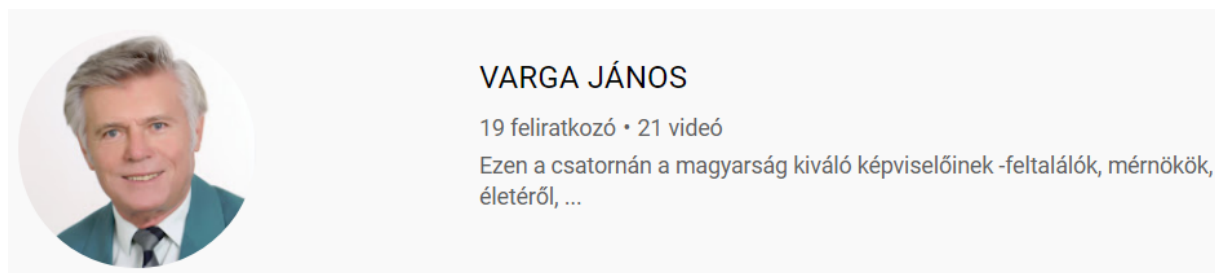 VARGA JÁNOS
19 feliratkozó • 21 videó
Ezen a csatornán a magyarság kiváló képviselőinek -feltalálók, mérnökök,
életéről, ...